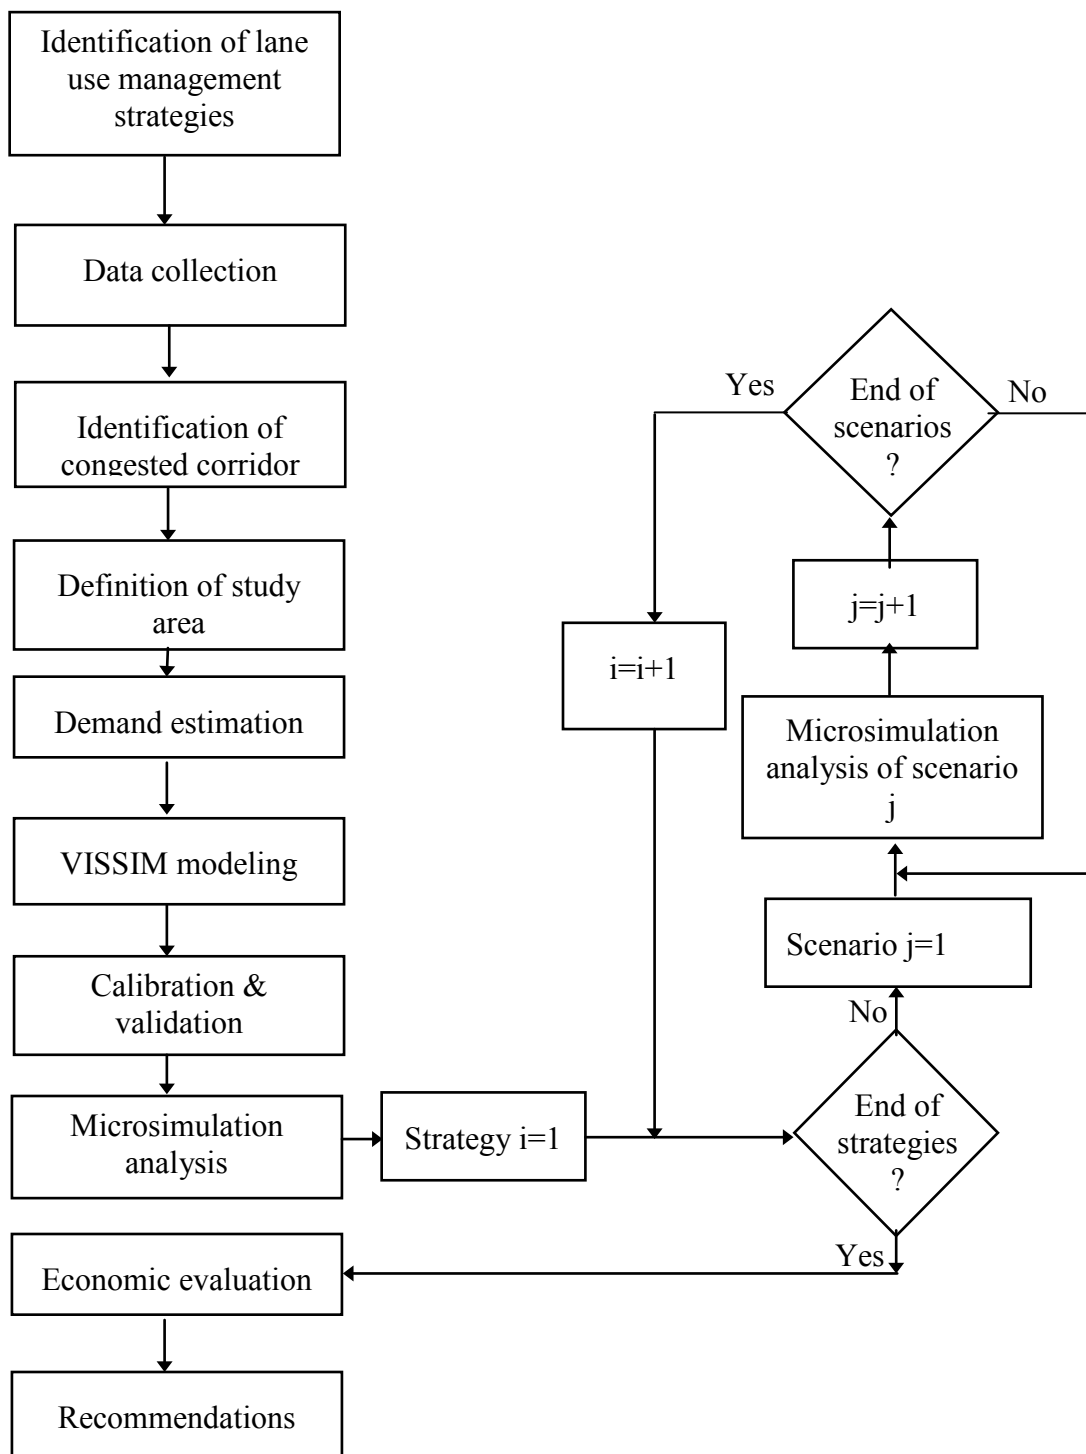 Identification of lane
use management
strategies
Data collection
Identification of
congested corridor
Definition of study
area
Demand estimation
VISSIM modeling
Calibration &
validation
Microsimulation
analysis
Strategy i=1
End of
strategies
?
No
Yes
Scenario j=1
Microsimulation
analysis of scenario
j
j=j+1
End of
scenarios
?
Yes
No
i=i+1
Economic evaluation
Recommendations